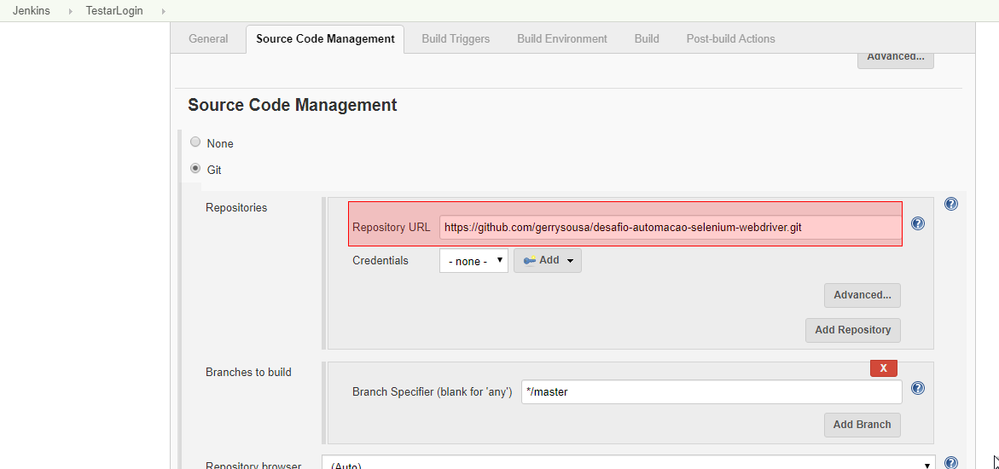 Jenkins TestarLogin
General Source Code Management Build Triggers Build Environment Build Post-build Actions
Advanced...
Source Code Management
None
Git
Repositories
Repository URL https://github.com/gerrysousa/desafio-automacao-selenium-webdriver.git
Credentials - none - Add
Advanced...
Add Repository
Branches to build
X
Branch Specifier (blank for 'any') */master
Add Branch
Repository browser (Auto)